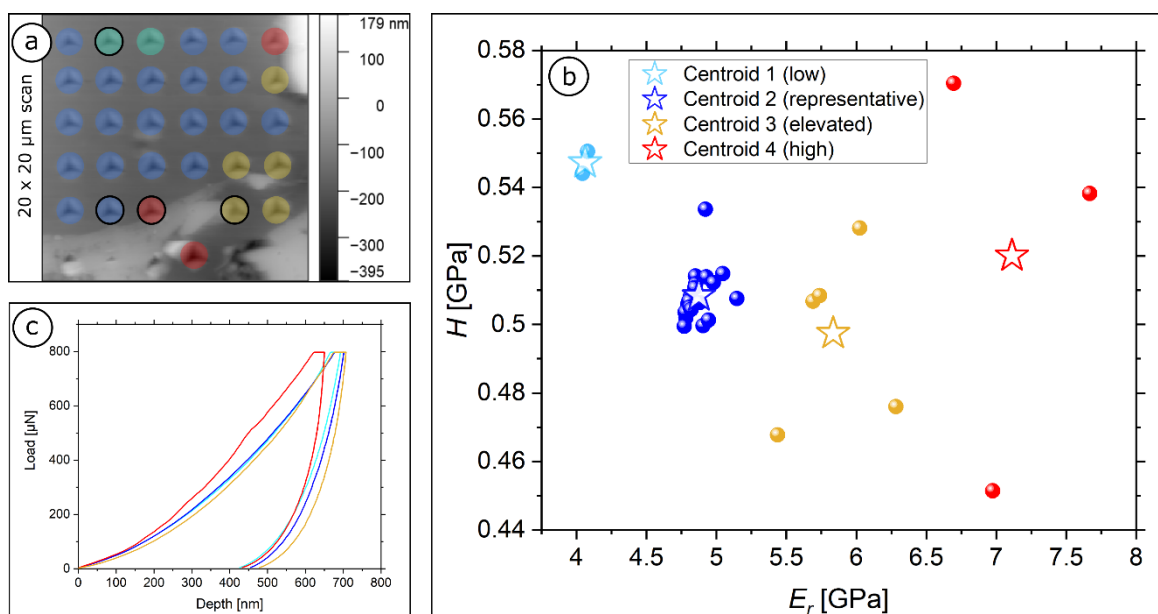 a
20 x 20 µm scan
179 nm
−100
0
−100
−200
−300
−395
b
Centroid 1 (low)
Centroid 2 (representative)
Centroid 3 (elevated)
Centroid 4 (high)
H [GPa]
0.58
0.56
0.54
0.52
0.5
0.48
0.46
0.44
4 4.5 5 5.5 6 6.5 7 7.5 8
E_r [GPa]
c
Load [µN]
800
600
400
200
0
0 100 200 300 400 500 600 700 800
Depth [nm]